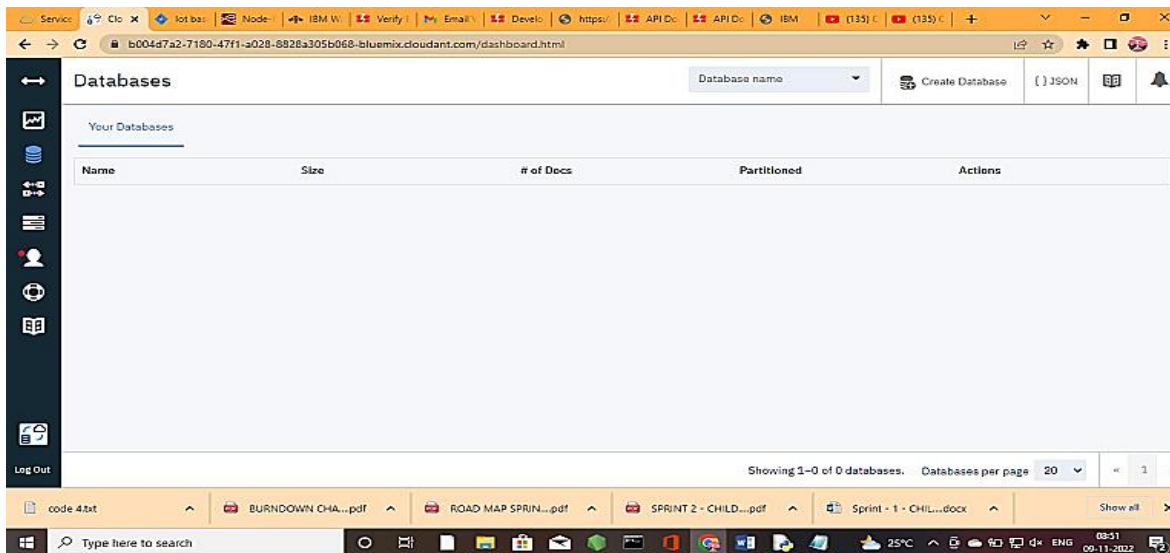 Service
Clo
lot bas
Node-
IBM W
Verify
Email
Develo
https:/
API Do
API Do
IBM
(135)
(135)
b004d7a2-7180-47f1-a028-8828a305b068-bluemix.cloudant.com/dashboard.html
Databases
Database name
Create Database
{ } JSON
Your Databases
Name Size # of Docs Partitioned Actions
Log Out
Showing 1–0 of 0 databases. Databases per page 20 « 1
code 4.txt
BURNDOWN CHA....pdf
ROAD MAP SPRIN....pdf
SPRINT 2 - CHILD....pdf
Sprint - 1 - CHIL....docx
Show all
Type here to search
25°C ENG 03:51
09-11-2022